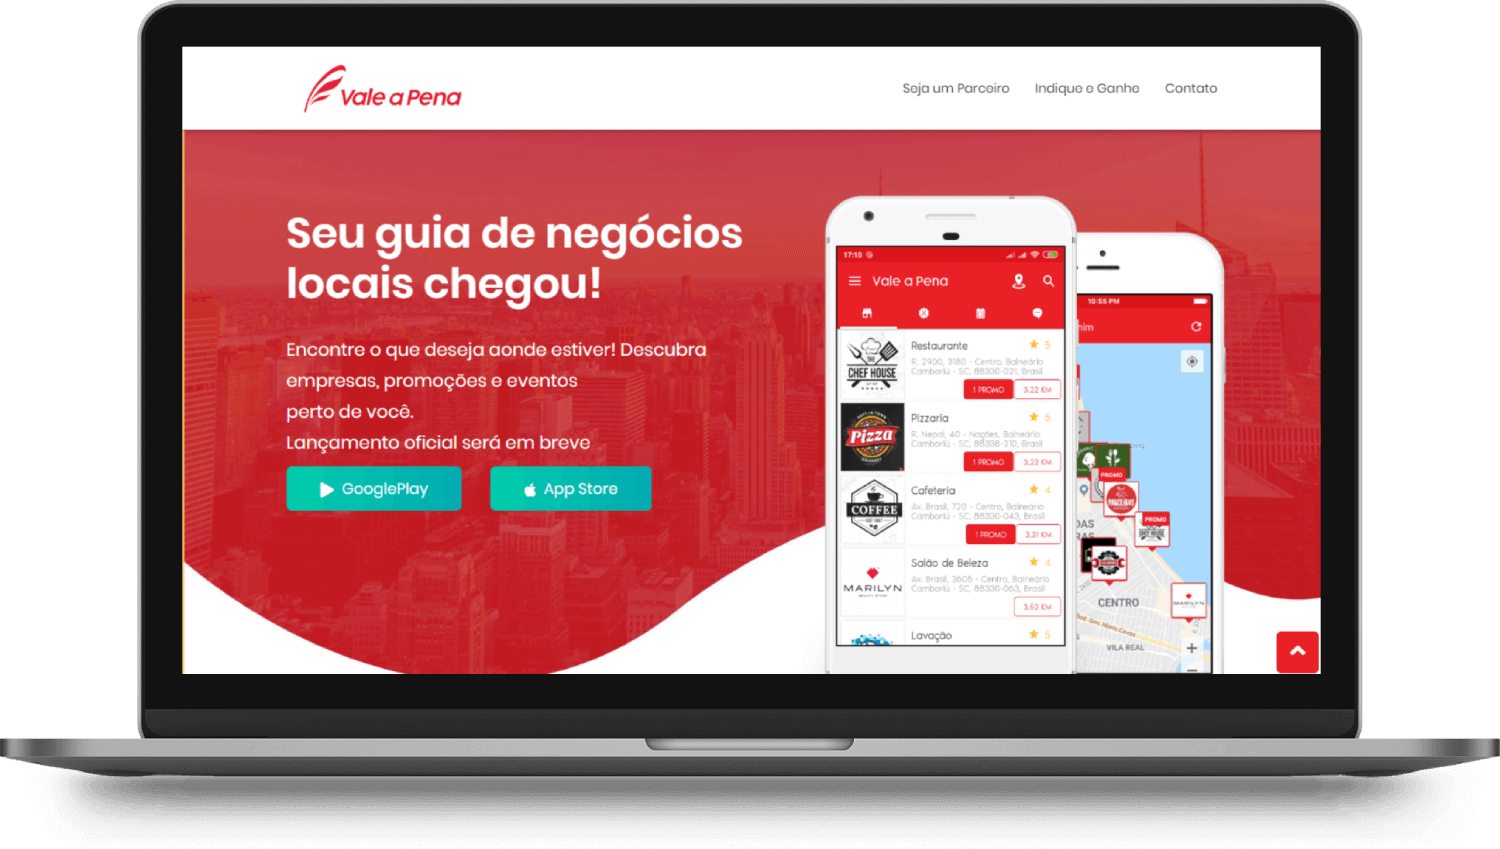 Vale a Pena
Seja um Parceiro
Indique e Ganhe
Contato
Seu guia de negócios
locais chegou!
Encontre o que deseja aonde estiver! Descubra
empresas, promoções e eventos
perto de você.
Lançamento oficial será em breve
GooglePlay
App Store
17:10
Vale a Pena
THE
CHEF HOUSE
Restaurante
5
R. 2900, 3180 - Centro, Balneário
Camboriú - SC, 88330-021, Brasil
1 PROMO
3.22 KM
Pizza
Pizzaria
5
R. Nepal, 40 - Nações, Balneário
Camboriú - SC, 88338-210, Brasil
1 PROMO
3.22 KM
COFFEE
Cafeteria
4
Av. Brasil, 720 - Centro, Balneário
Camboriú - SC, 88330-043, Brasil
1 PROMO
3.31 KM
MARILYN
Salão de Beleza
4
Av. Brasil, 3605 - Centro, Balneário
Camboriú - SC, 88330-063, Brasil
3.62 KM
Lavação
5
10:55 PM
him
PROMO
PROMO
DAS
RAS
CENTRO
MARILYN
VILA REAL
+
−